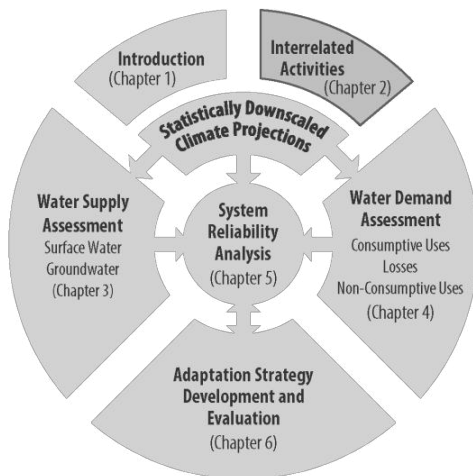 Introduction
(Chapter 1)
Interrelated
Activities
(Chapter 2)
Statistically Downscaled
Climate Projections
Water Supply
Assessment
Surface Water
Groundwater
(Chapter 3)
System
Reliability
Analysis
(Chapter 5)
Water Demand
Assessment
Consumptive Uses
Losses
Non-Consumptive Uses
(Chapter 4)
Adaptation Strategy
Development and
Evaluation
(Chapter 6)